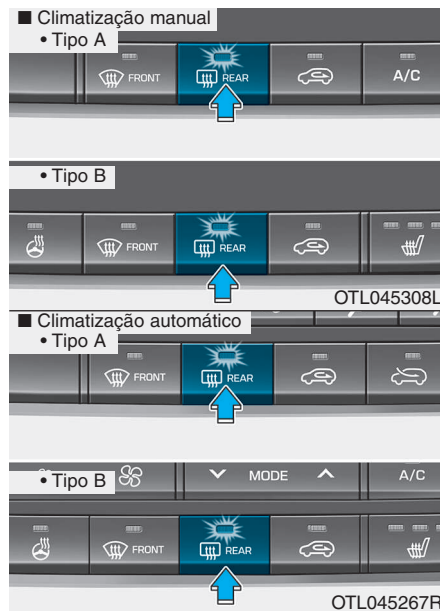 ■ Climatização manual
• Tipo A
FRONT REAR A/C
• Tipo B
FRONT REAR
OTL045308L
■ Climatização automático
• Tipo A
FRONT REAR
• Tipo B
MODE A/C
FRONT REAR
OTL045267R